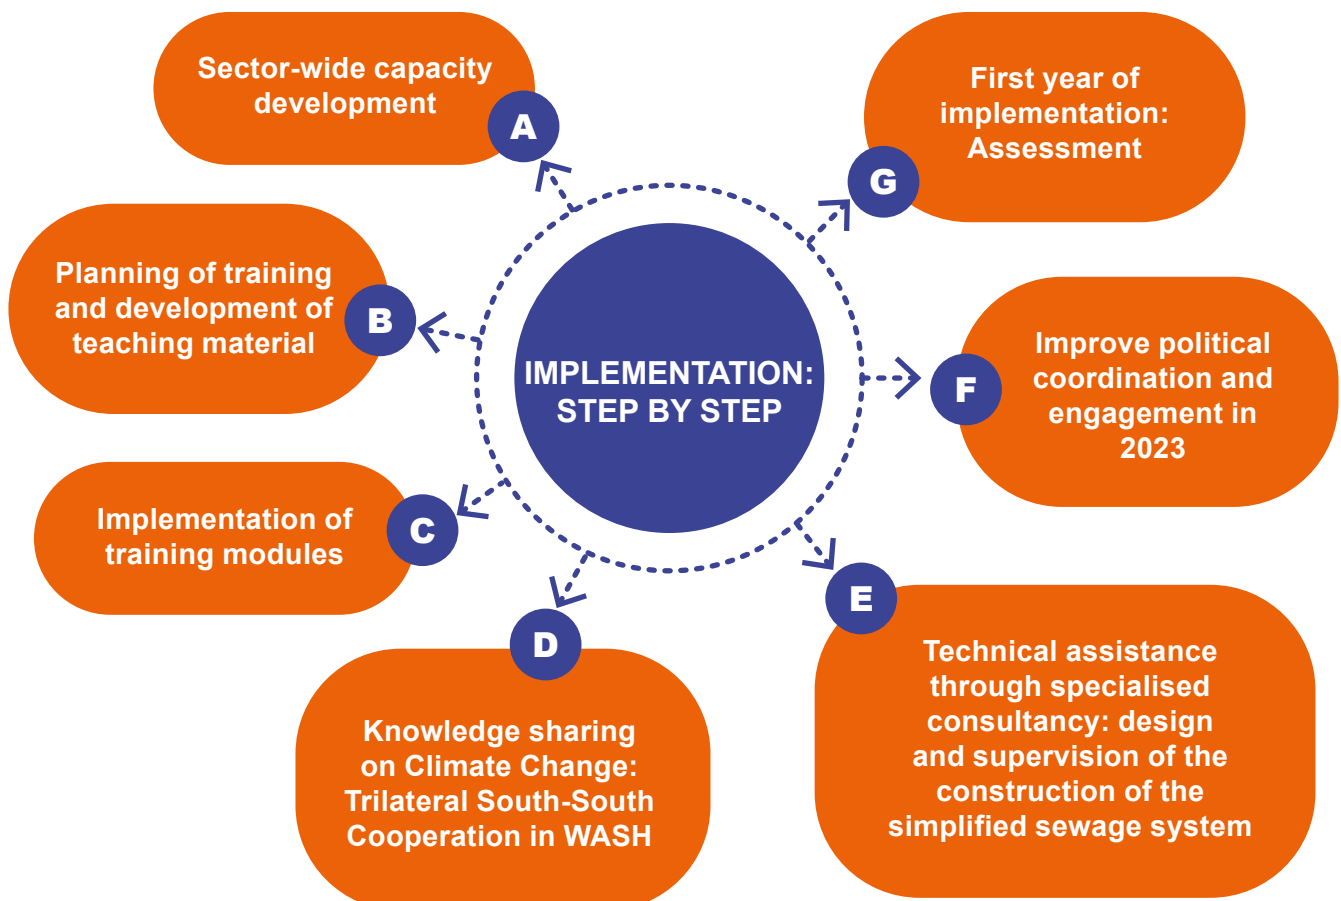 IMPLEMENTATION:
STEP BY STEP
A
Sector-wide capacity
development
B
Planning of training
and development of
teaching material
C
Implementation of
training modules
D
Knowledge sharing
on Climate Change:
Trilateral South-South
Cooperation in WASH
E
Technical assistance
through specialised
consultancy: design
and supervision of the
construction of the
simplified sewage system
F
Improve political
coordination and
engagement in
2023
G
First year of
implementation:
Assessment